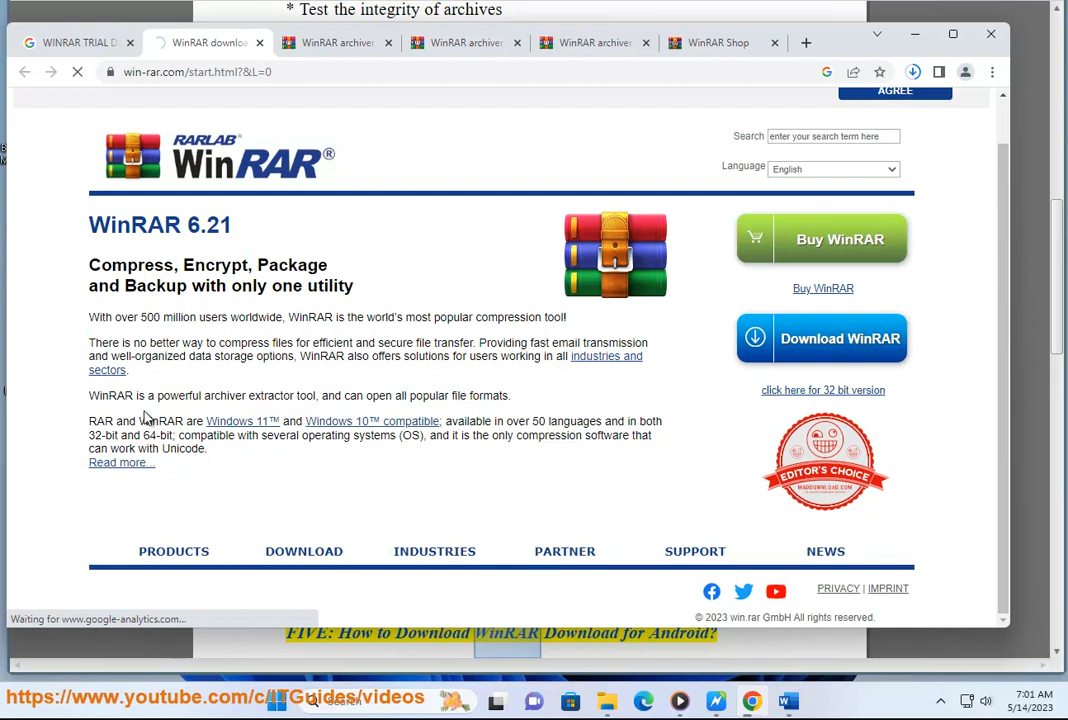 * Test the integrity of archives
WINRAR TRIAL D
WinRAR downloa
WinRAR archiver
WinRAR archiver
WinRAR archiver
WinRAR Shop
win-rar.com/start.html?&L=0
AGREE
RARLAB®
WinRAR®
Search enter your search term here
Language English
WinRAR 6.21
Compress, Encrypt, Package
and Backup with only one utility
With over 500 million users worldwide, WinRAR is the world's most popular compression tool!
There is no better way to compress files for efficient and secure file transfer. Providing fast email transmission
and well-organized data storage options, WinRAR also offers solutions for users working in all industries and
sectors.
WinRAR is a powerful archiver extractor tool, and can open all popular file formats.
RAR and WinRAR are Windows 11™ and Windows 10™ compatible; available in over 50 languages and in both
32-bit and 64-bit; compatible with several operating systems (OS), and it is the only compression software that
can work with Unicode.
Read more...
Buy WinRAR
Buy WinRAR
Download WinRAR
click here for 32 bit version
EDITOR'S CHOICE
MADDOWNLOAD.COM
PRODUCTS DOWNLOAD INDUSTRIES PARTNER SUPPORT NEWS
PRIVACY | IMPRINT
© 2023 win.rar GmbH All rights reserved.
Waiting for www.google-analytics.com...
FIVE: How to Download WinRAR Download for Android?
https://www.youtube.com/c/ITGuides/videos
Search
7:01 AM
5/14/2023